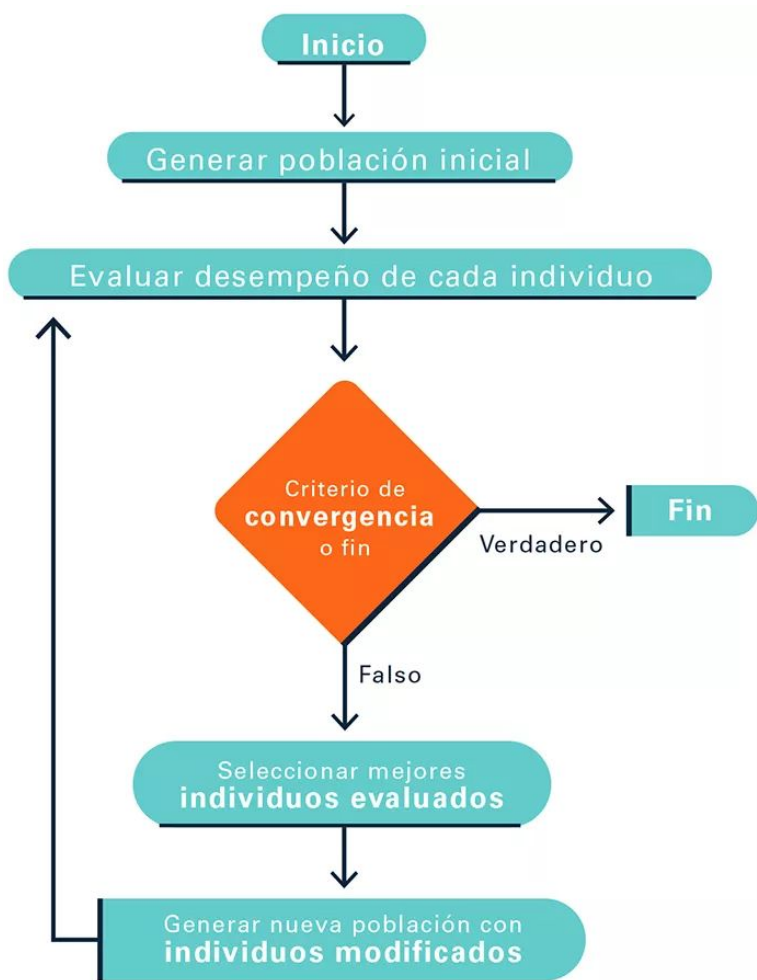 Inicio
Generar población inicial
Evaluar desempeño de cada individuo
Criterio de
convergencia
o fin
Verdadero
Fin
Falso
Seleccionar mejores
individuos evaluados
Generar nueva población con
individuos modificados